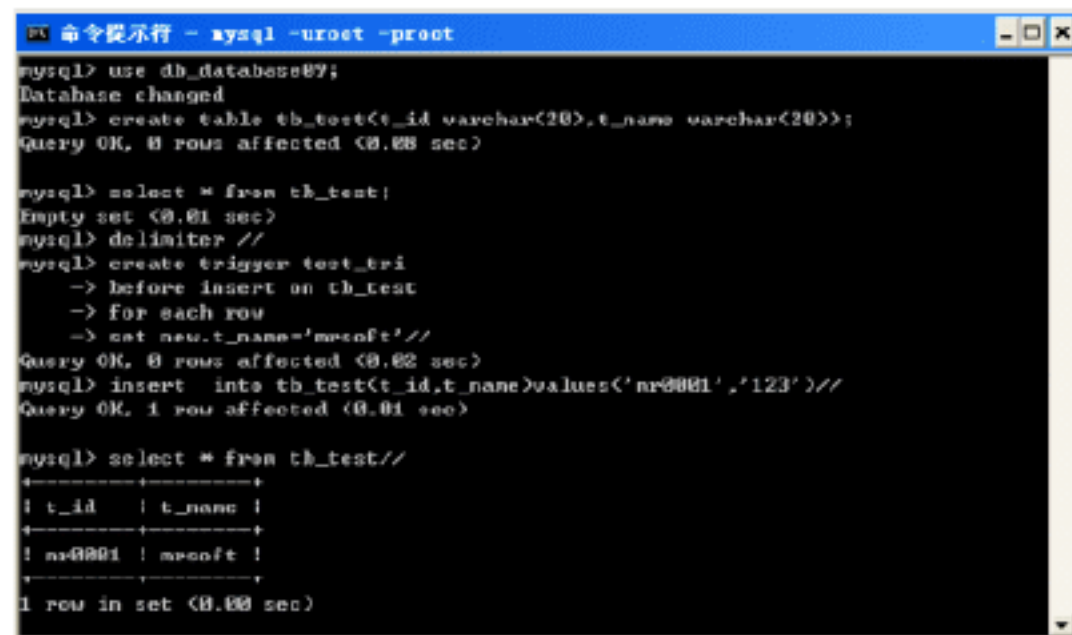 命令提示符 - mysql -uroot -proot
mysql> use db_database09;
Database changed
mysql> create table tb_test(t_id varchar(20),t_name varchar(20));
Query OK, 0 rows affected (0.08 sec)
mysql> select * from tb_test;
Empty set (0.01 sec)
mysql> delimiter //
mysql> create trigger test_tri
-> before insert on tb_test
-> for each row
-> set new.t_name='mrsoft'//
Query OK, 0 rows affected (0.02 sec)
mysql> insert  into tb_test(t_id,t_name)values('mr0001','123')//
Query OK, 1 row affected (0.01 sec)
mysql> select * from tb_test//
+---------+---------+
| t_id    | t_name |
+---------+---------+
| mr0001 | mrsoft |
+---------+---------+
1 row in set (0.00 sec)